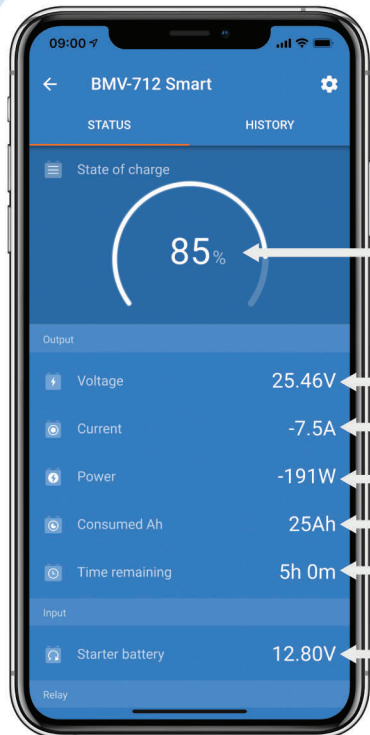 09:00
BMV-712 Smart
STATUS HISTORY
State of charge
85%
Output
Voltage 25.46V
Current -7.5A
Power -191W
Consumed Ah 25Ah
Time remaining 5h 0m
Input
Starter battery 12.80V
Relay